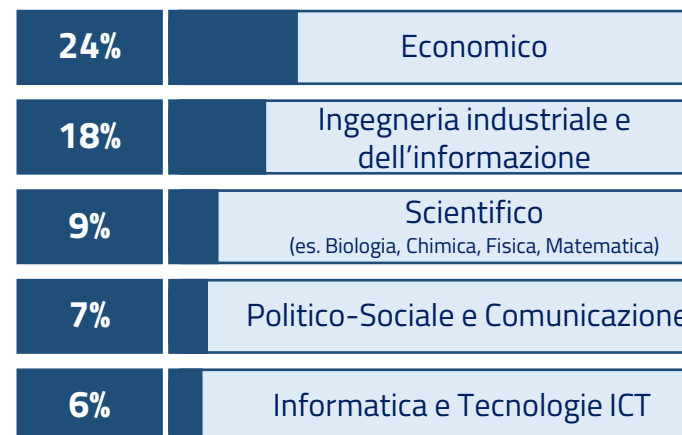 24%
Economico
18%
Ingegneria industriale e
dell’informazione
9%
Scientifico
(es. Biologia, Chimica, Fisica, Matematica)
7%
Politico-Sociale e Comunicazione
6%
Informatica e Tecnologie ICT